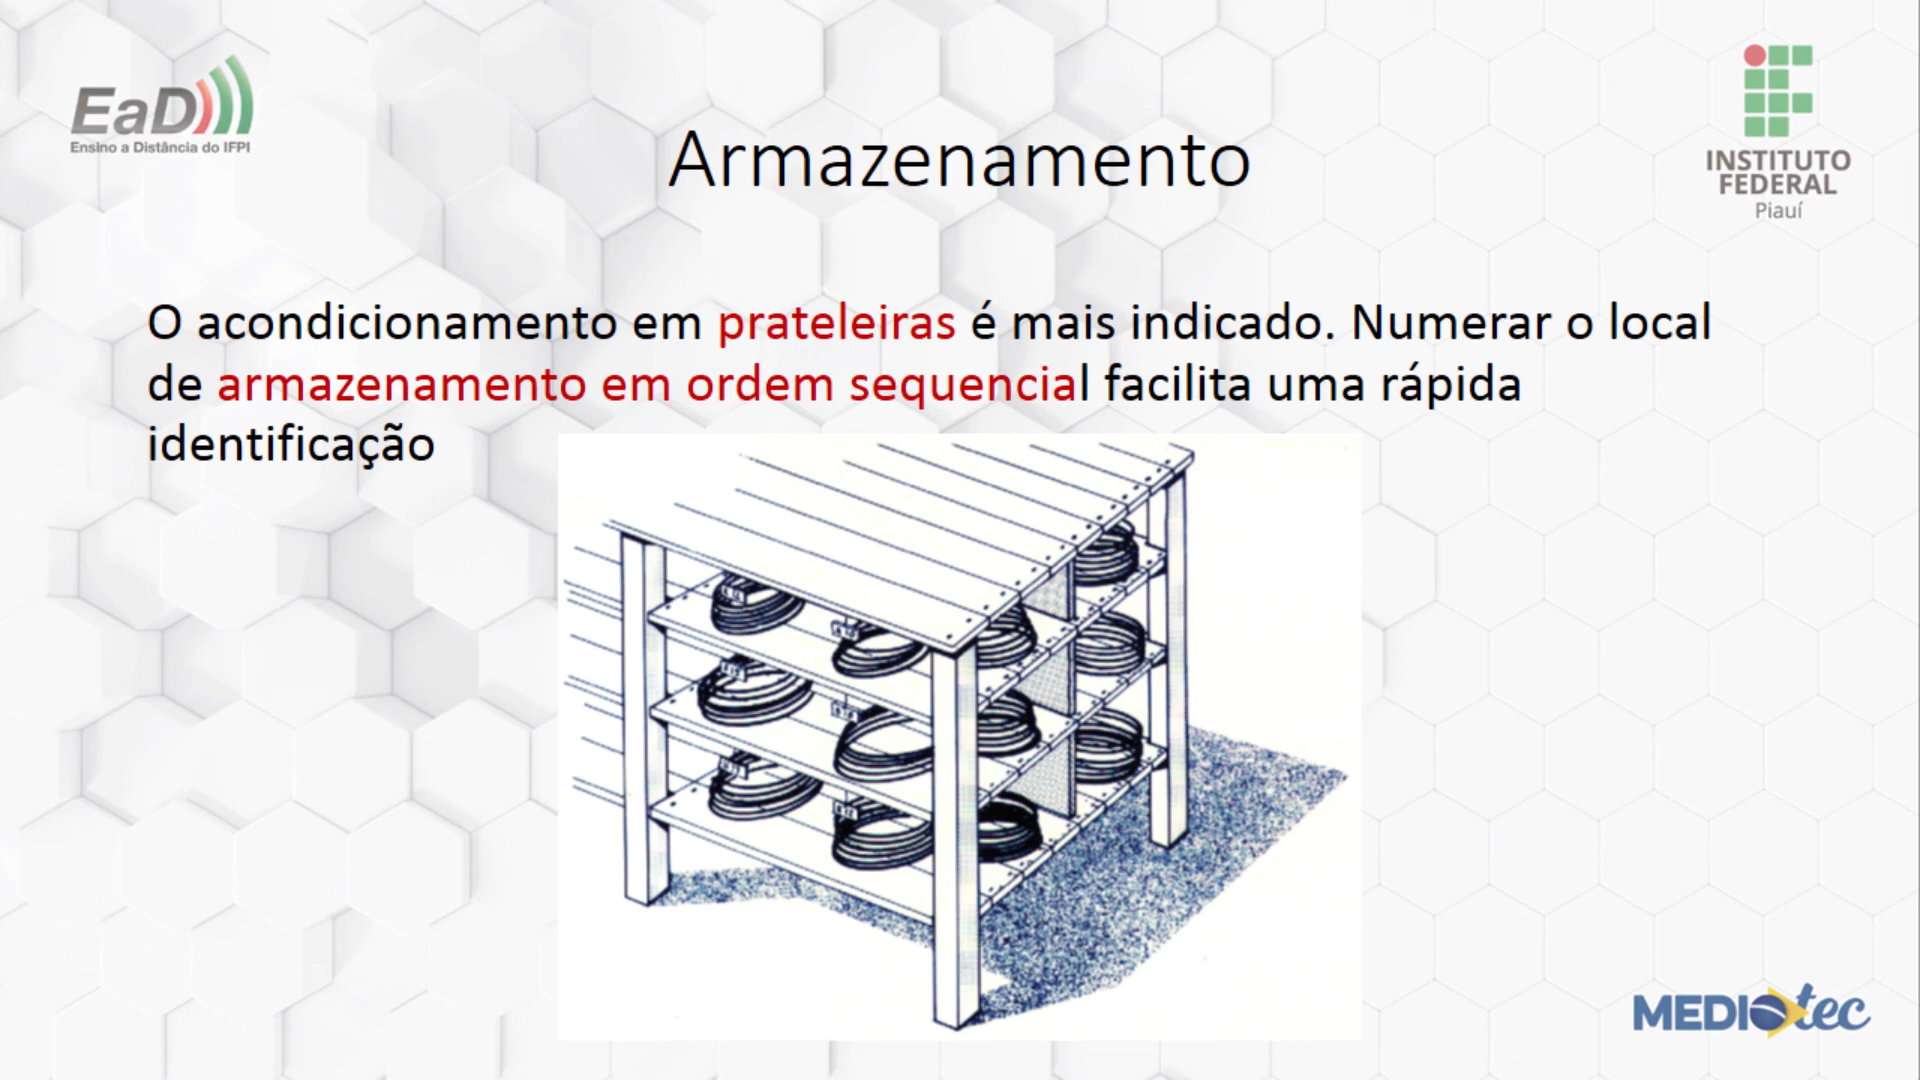 EaD
Ensino a Distância do IFPI
INSTITUTO
FEDERAL
Piauí
Armazenamento
O acondicionamento em prateleiras é mais indicado. Numerar o local
de armazenamento em ordem sequencial facilita uma rápida
identificação
MEDIOtec